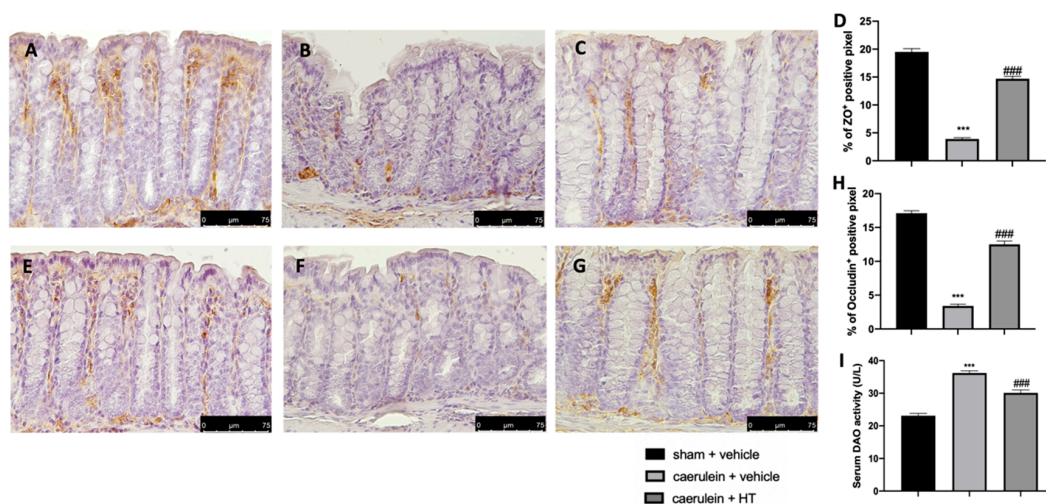 A
B
C
0 µm 75
0 µm 75
0 µm 75
D
% of ZO⁺ positive pixel
25
20
15
10
5
0
***
###
E
F
G
0 µm 75
0 µm 75
0 µm 75
H
% of Occludin⁺ positive pixel
20
15
10
5
0
***
###
I
Serum DAO activity (U/L)
40
30
20
10
0
***
###
sham + vehicle
caerulein + vehicle
caerulein + HT